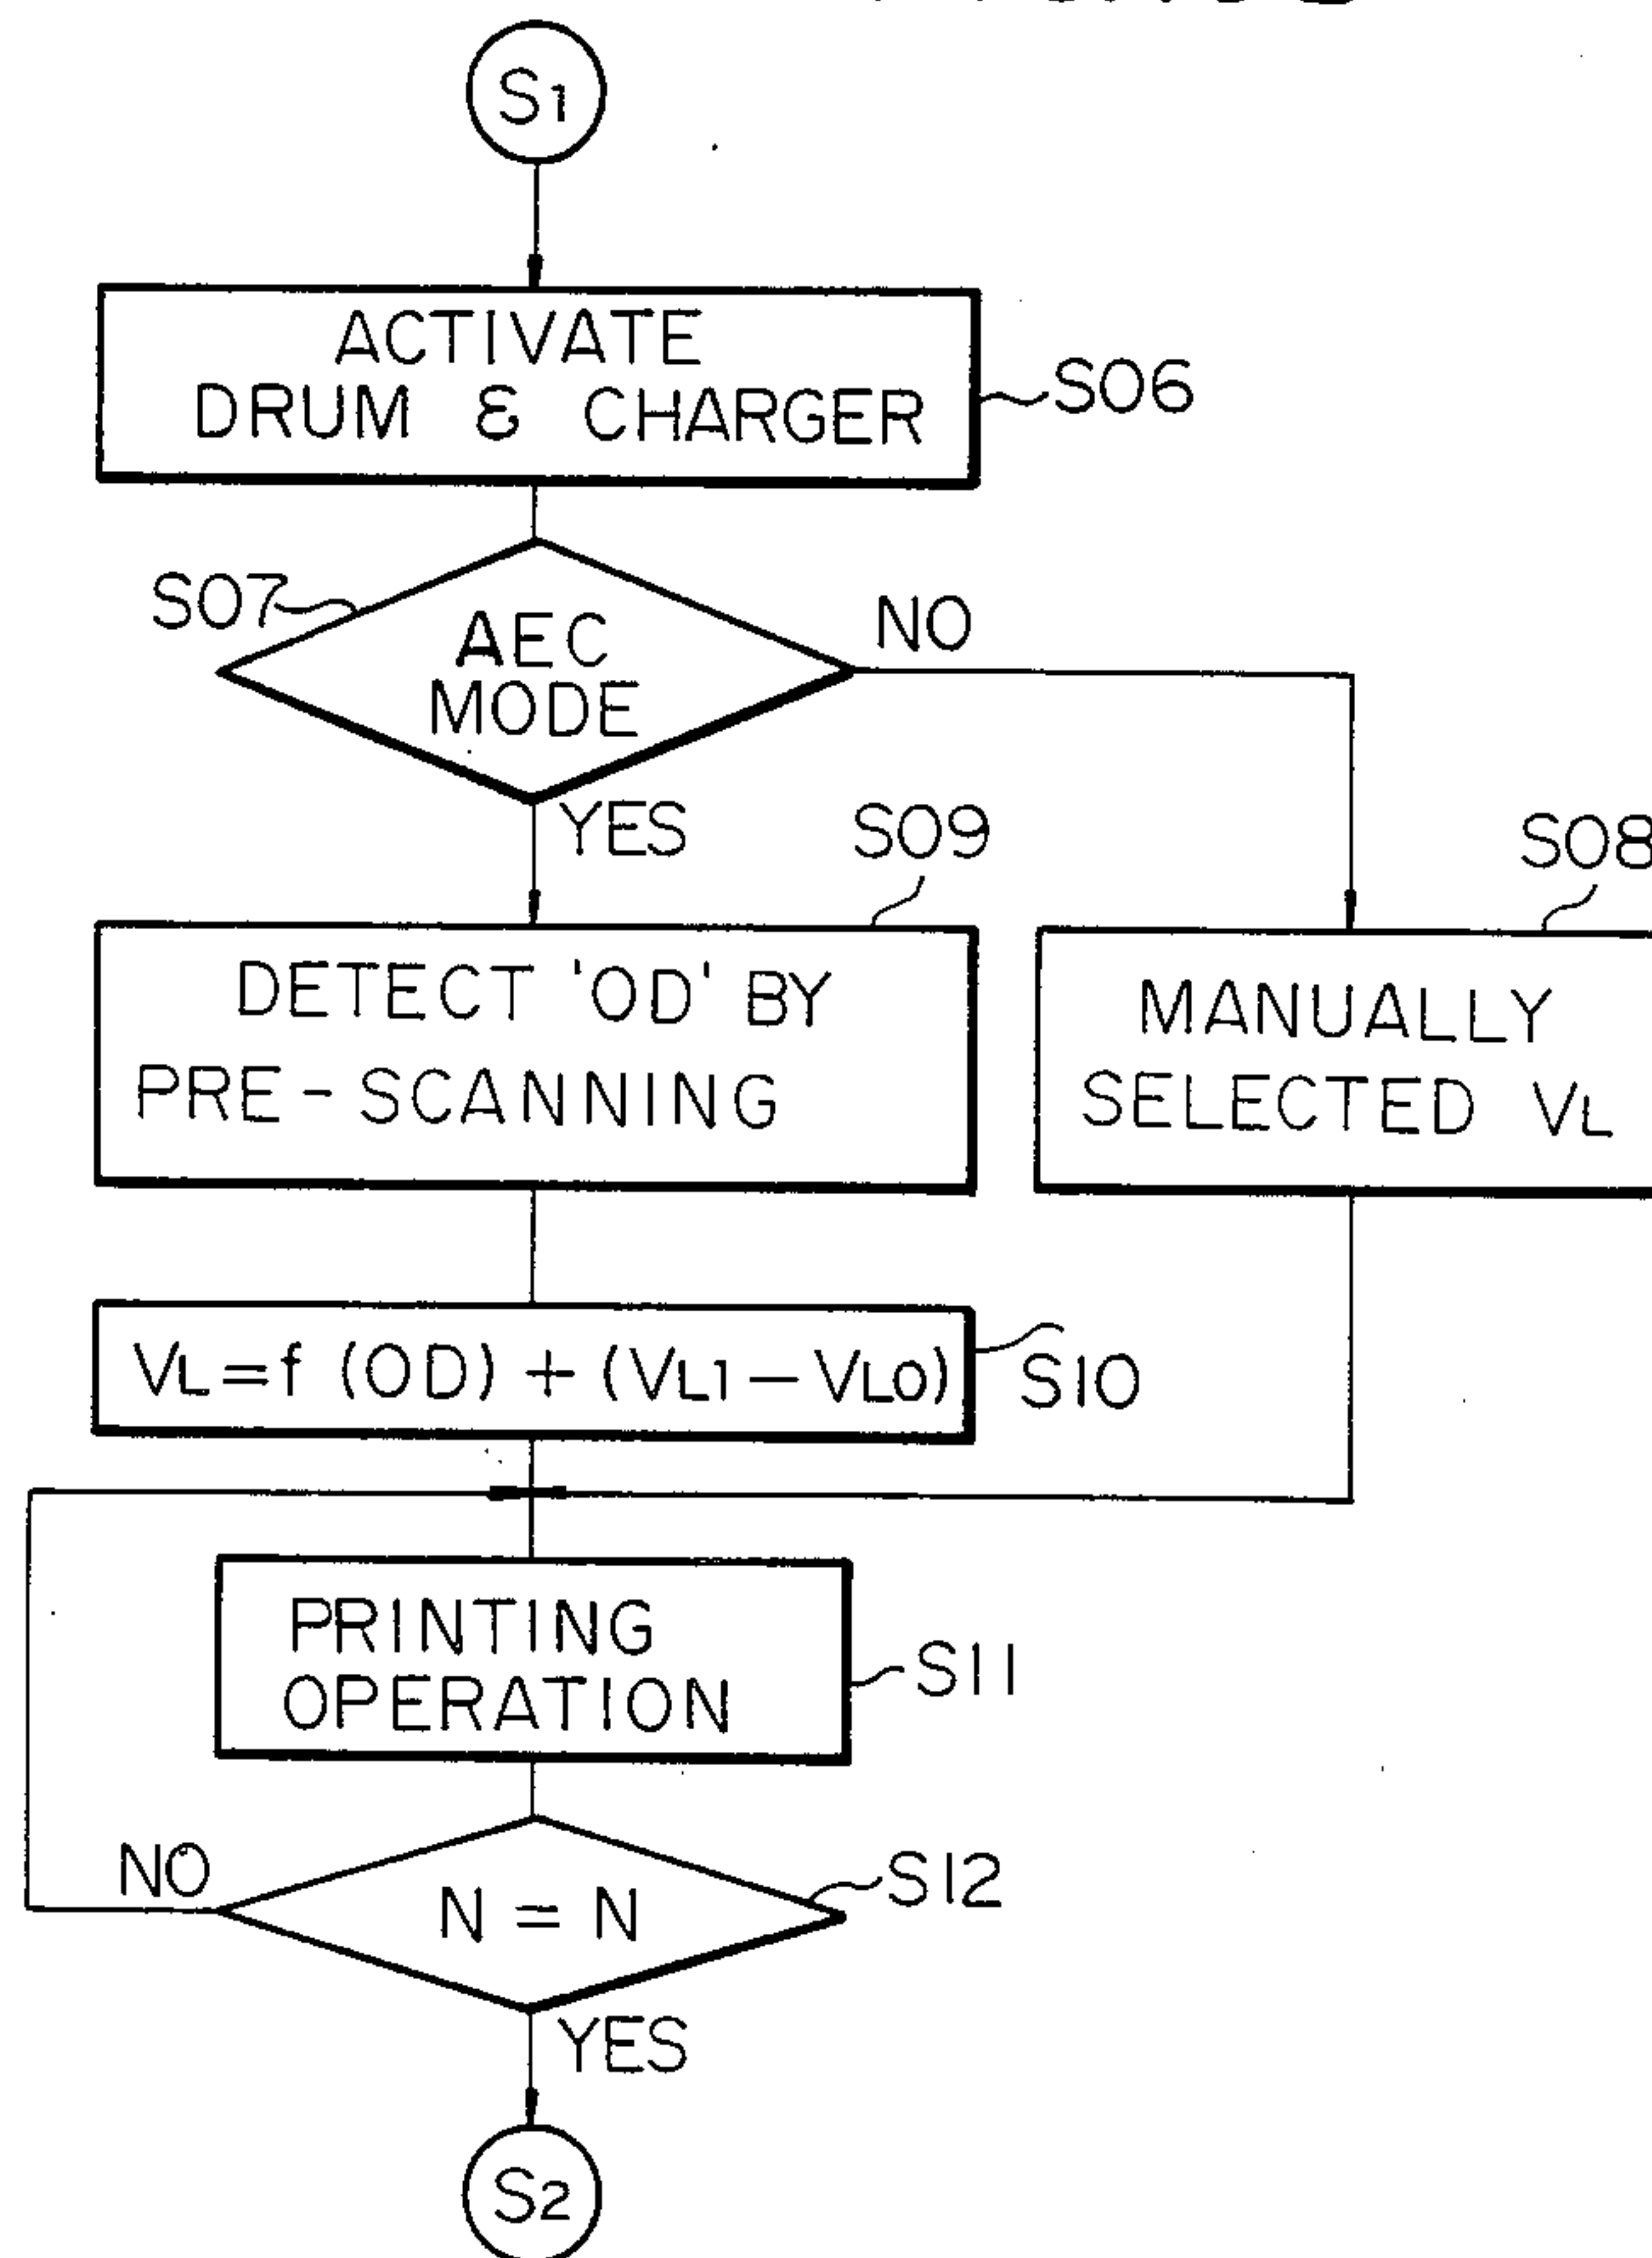 S1
ACTIVATE
DRUM & CHARGER
S06
S07
AEC
MODE
NO
YES
S09
S08
DETECT 'OD' BY
PRE-SCANNING
MANUALLY
SELECTED VL
VL=f (OD) + (VL1-VL0)
S10
PRINTING
OPERATION
S11
NO
N = N
S12
YES
S2